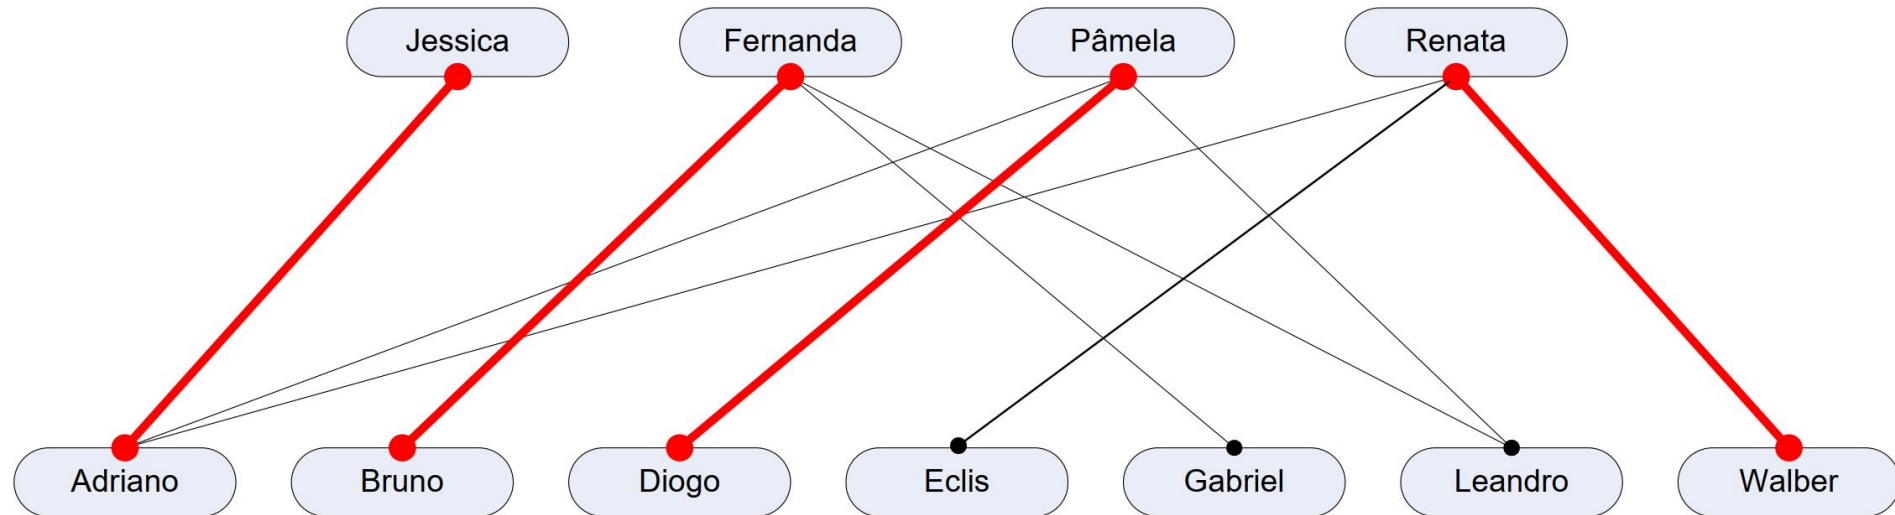 Jessica
Fernanda
Pâmela
Renata
Adriano
Bruno
Diogo
Eclis
Gabriel
Leandro
Walber